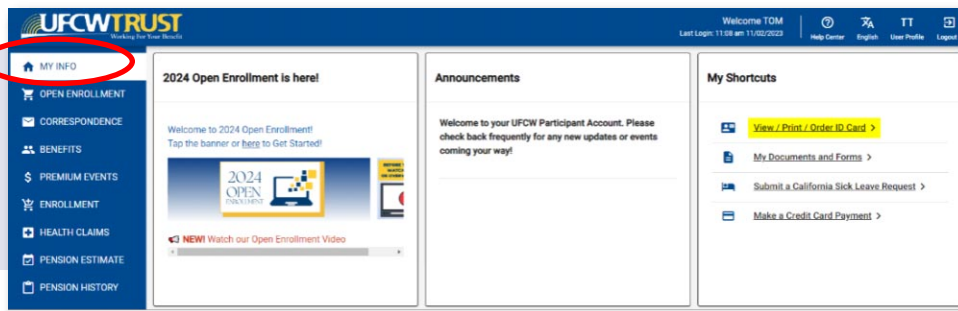 UFCWTRUST
Working For Your Benefit
Welcome TOM
Last Login: 11:08 am 11/02/2023
Help Center
English
TT
User Profile
Logout
MY INFO
OPEN ENROLLMENT
CORRESPONDENCE
BENEFITS
PREMIUM EVENTS
ENROLLMENT
HEALTH CLAIMS
PENSION ESTIMATE
PENSION HISTORY
2024 Open Enrollment is here!
Welcome to 2024 Open Enrollment!
Tap the banner or here to Get Started!
2024
OPEN
ENROLLMENT
NEW! Watch our Open Enrollment Video
Announcements
Welcome to your UFCW Participant Account. Please
check back frequently for any new updates or events
coming your way!
My Shortcuts
View / Print / Order ID Card >
My Documents and Forms >
Submit a California Sick Leave Request >
Make a Credit Card Payment >